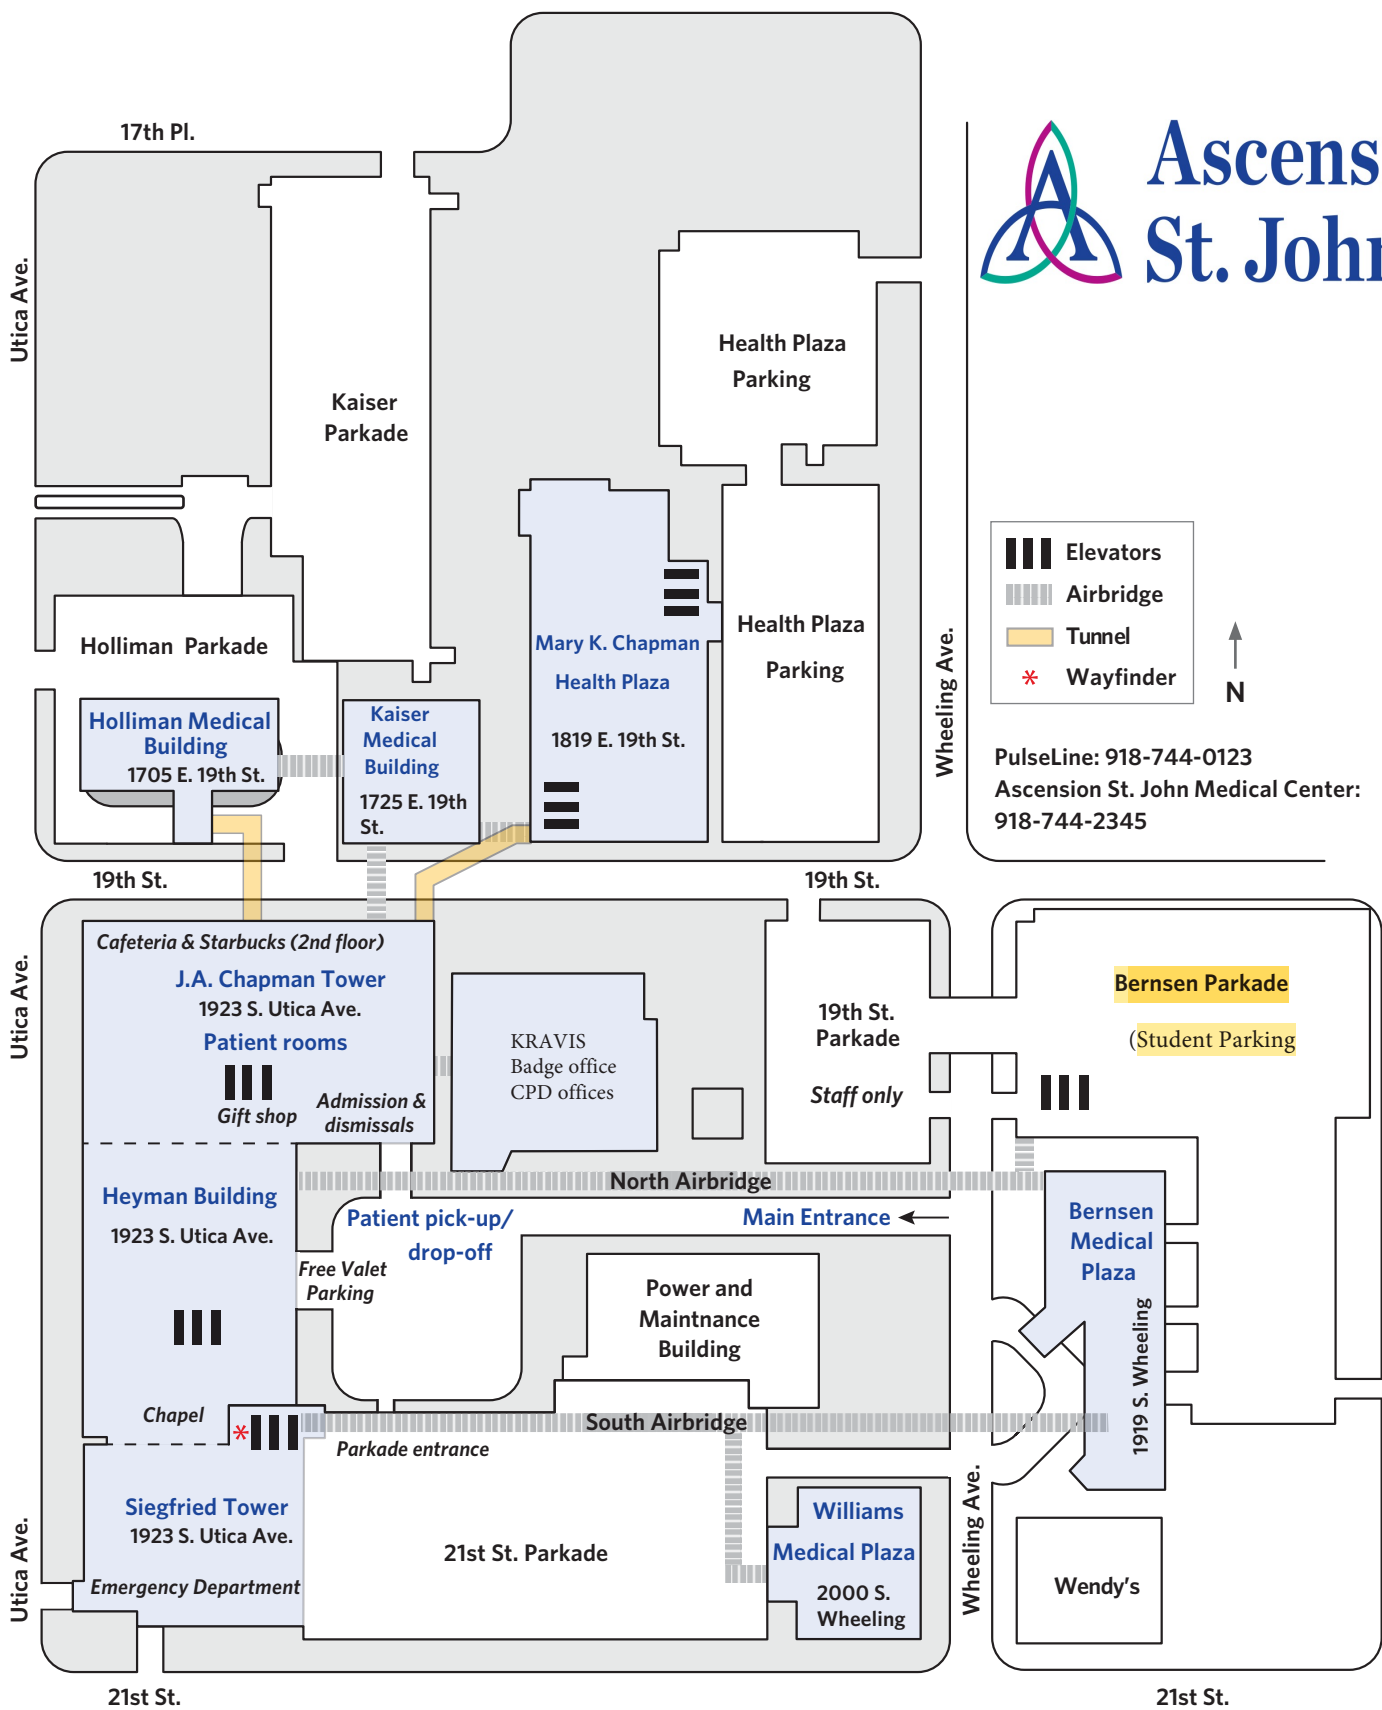 17th Pl.
Utica Ave.
Ascens
St. John
Health Plaza
Parking
Kaiser
Parkade
Elevators
Airbridge
Tunnel
* Wayfinder
N
Holliman Parkade
Mary K. Chapman
Health Plaza
1819 E. 19th St.
Health Plaza
Parking
Wheeling Ave.
Holliman Medical
Building
1705 E. 19th St.
Kaiser
Medical
Building
1725 E. 19th
St.
PulseLine: 918-744-0123
Ascension St. John Medical Center:
918-744-2345
19th St.
19th St.
Utica Ave.
Cafeteria & Starbucks (2nd floor)
J.A. Chapman Tower
1923 S. Utica Ave.
Patient rooms
Gift shop
Admission &
dismissals
KRAVIS
Badge office
CPD offices
19th St.
Parkade
Staff only
Bernsen Parkade
(Student Parking
North Airbridge
Heyman Building
1923 S. Utica Ave.
Patient pick-up/
drop-off
Main Entrance
Free Valet
Parking
Power and
Maintnance
Building
Bernsen
Medical
Plaza
1919 S. Wheeling
Chapel
*
South Airbridge
Parkade entrance
Siegfried Tower
1923 S. Utica Ave.
Emergency Department
Utica Ave.
21st St. Parkade
Williams
Medical Plaza
2000 S.
Wheeling
Wheeling Ave.
Wendy's
21st St.
21st St.